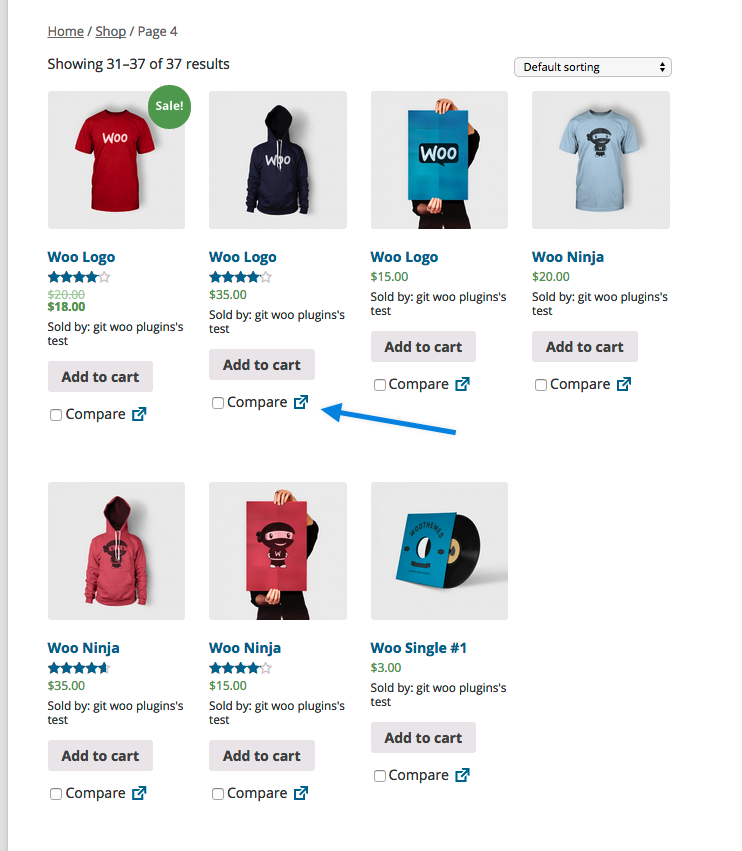 Home / Shop / Page 4
Showing 31–37 of 37 results
Default sorting
Sale!
WOO
WOO
WOO
Woo Logo
$20.00
$18.00
Sold by: git woo plugins's
test
Add to cart
Compare
Woo Logo
$35.00
Sold by: git woo plugins's
test
Add to cart
Compare
Woo Logo
$15.00
Sold by: git woo plugins's
test
Add to cart
Compare
Woo Ninja
$20.00
Sold by: git woo plugins's
test
Add to cart
Compare
W
WOOTHEMES
Woo Ninja
$35.00
Sold by: git woo plugins's
test
Add to cart
Compare
Woo Ninja
$15.00
Sold by: git woo plugins's
test
Add to cart
Compare
Woo Single #1
$3.00
Sold by: git woo plugins's
test
Add to cart
Compare